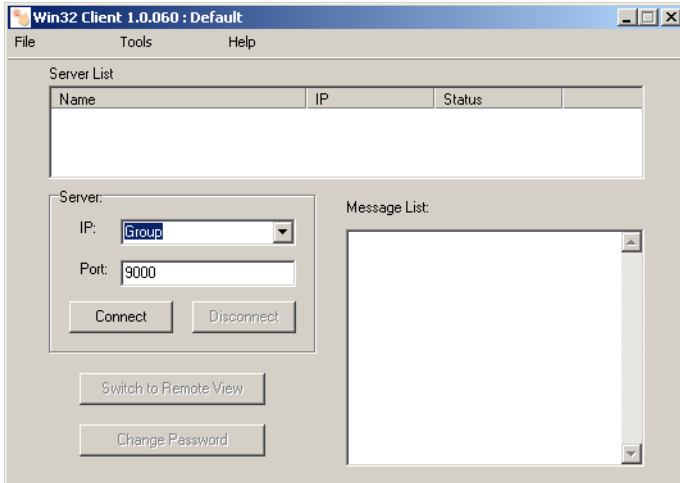 Win32 Client 1.0.060 : Default
File Tools Help
Server List
Name IP Status
Server:
IP: Group
Port: 9000
Connect Disconnect
Switch to Remote View
Change Password
Message List: